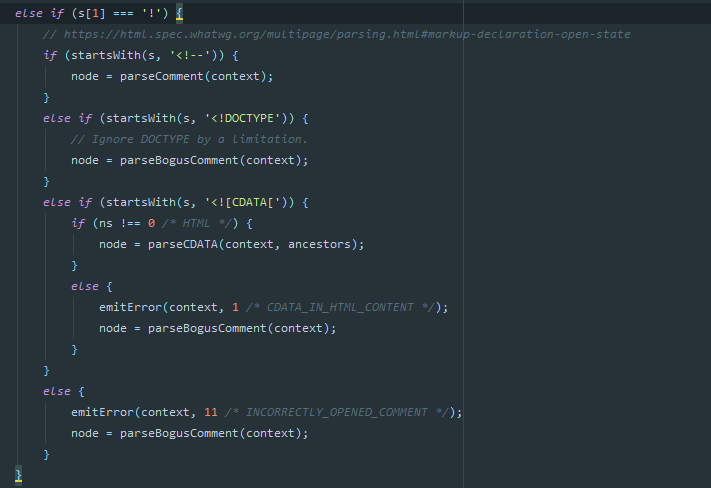 else if (s[1] === '!') {
// https://html.spec.whatwg.org/multipage/parsing.html#markup-declaration-open-state
if (startsWith(s, '<!--')) {
node = parseComment(context);
}
else if (startsWith(s, '<!DOCTYPE')) {
// Ignore DOCTYPE by a limitation.
node = parseBogusComment(context);
}
else if (startsWith(s, '<![CDATA[')) {
if (ns !== 0 /* HTML */) {
node = parseCDATA(context, ancestors);
}
else {
emitError(context, 1 /* CDATA_IN_HTML_CONTENT */);
node = parseBogusComment(context);
}
}
else {
emitError(context, 11 /* INCORRECTLY_OPENED_COMMENT */);
node = parseBogusComment(context);
}
}